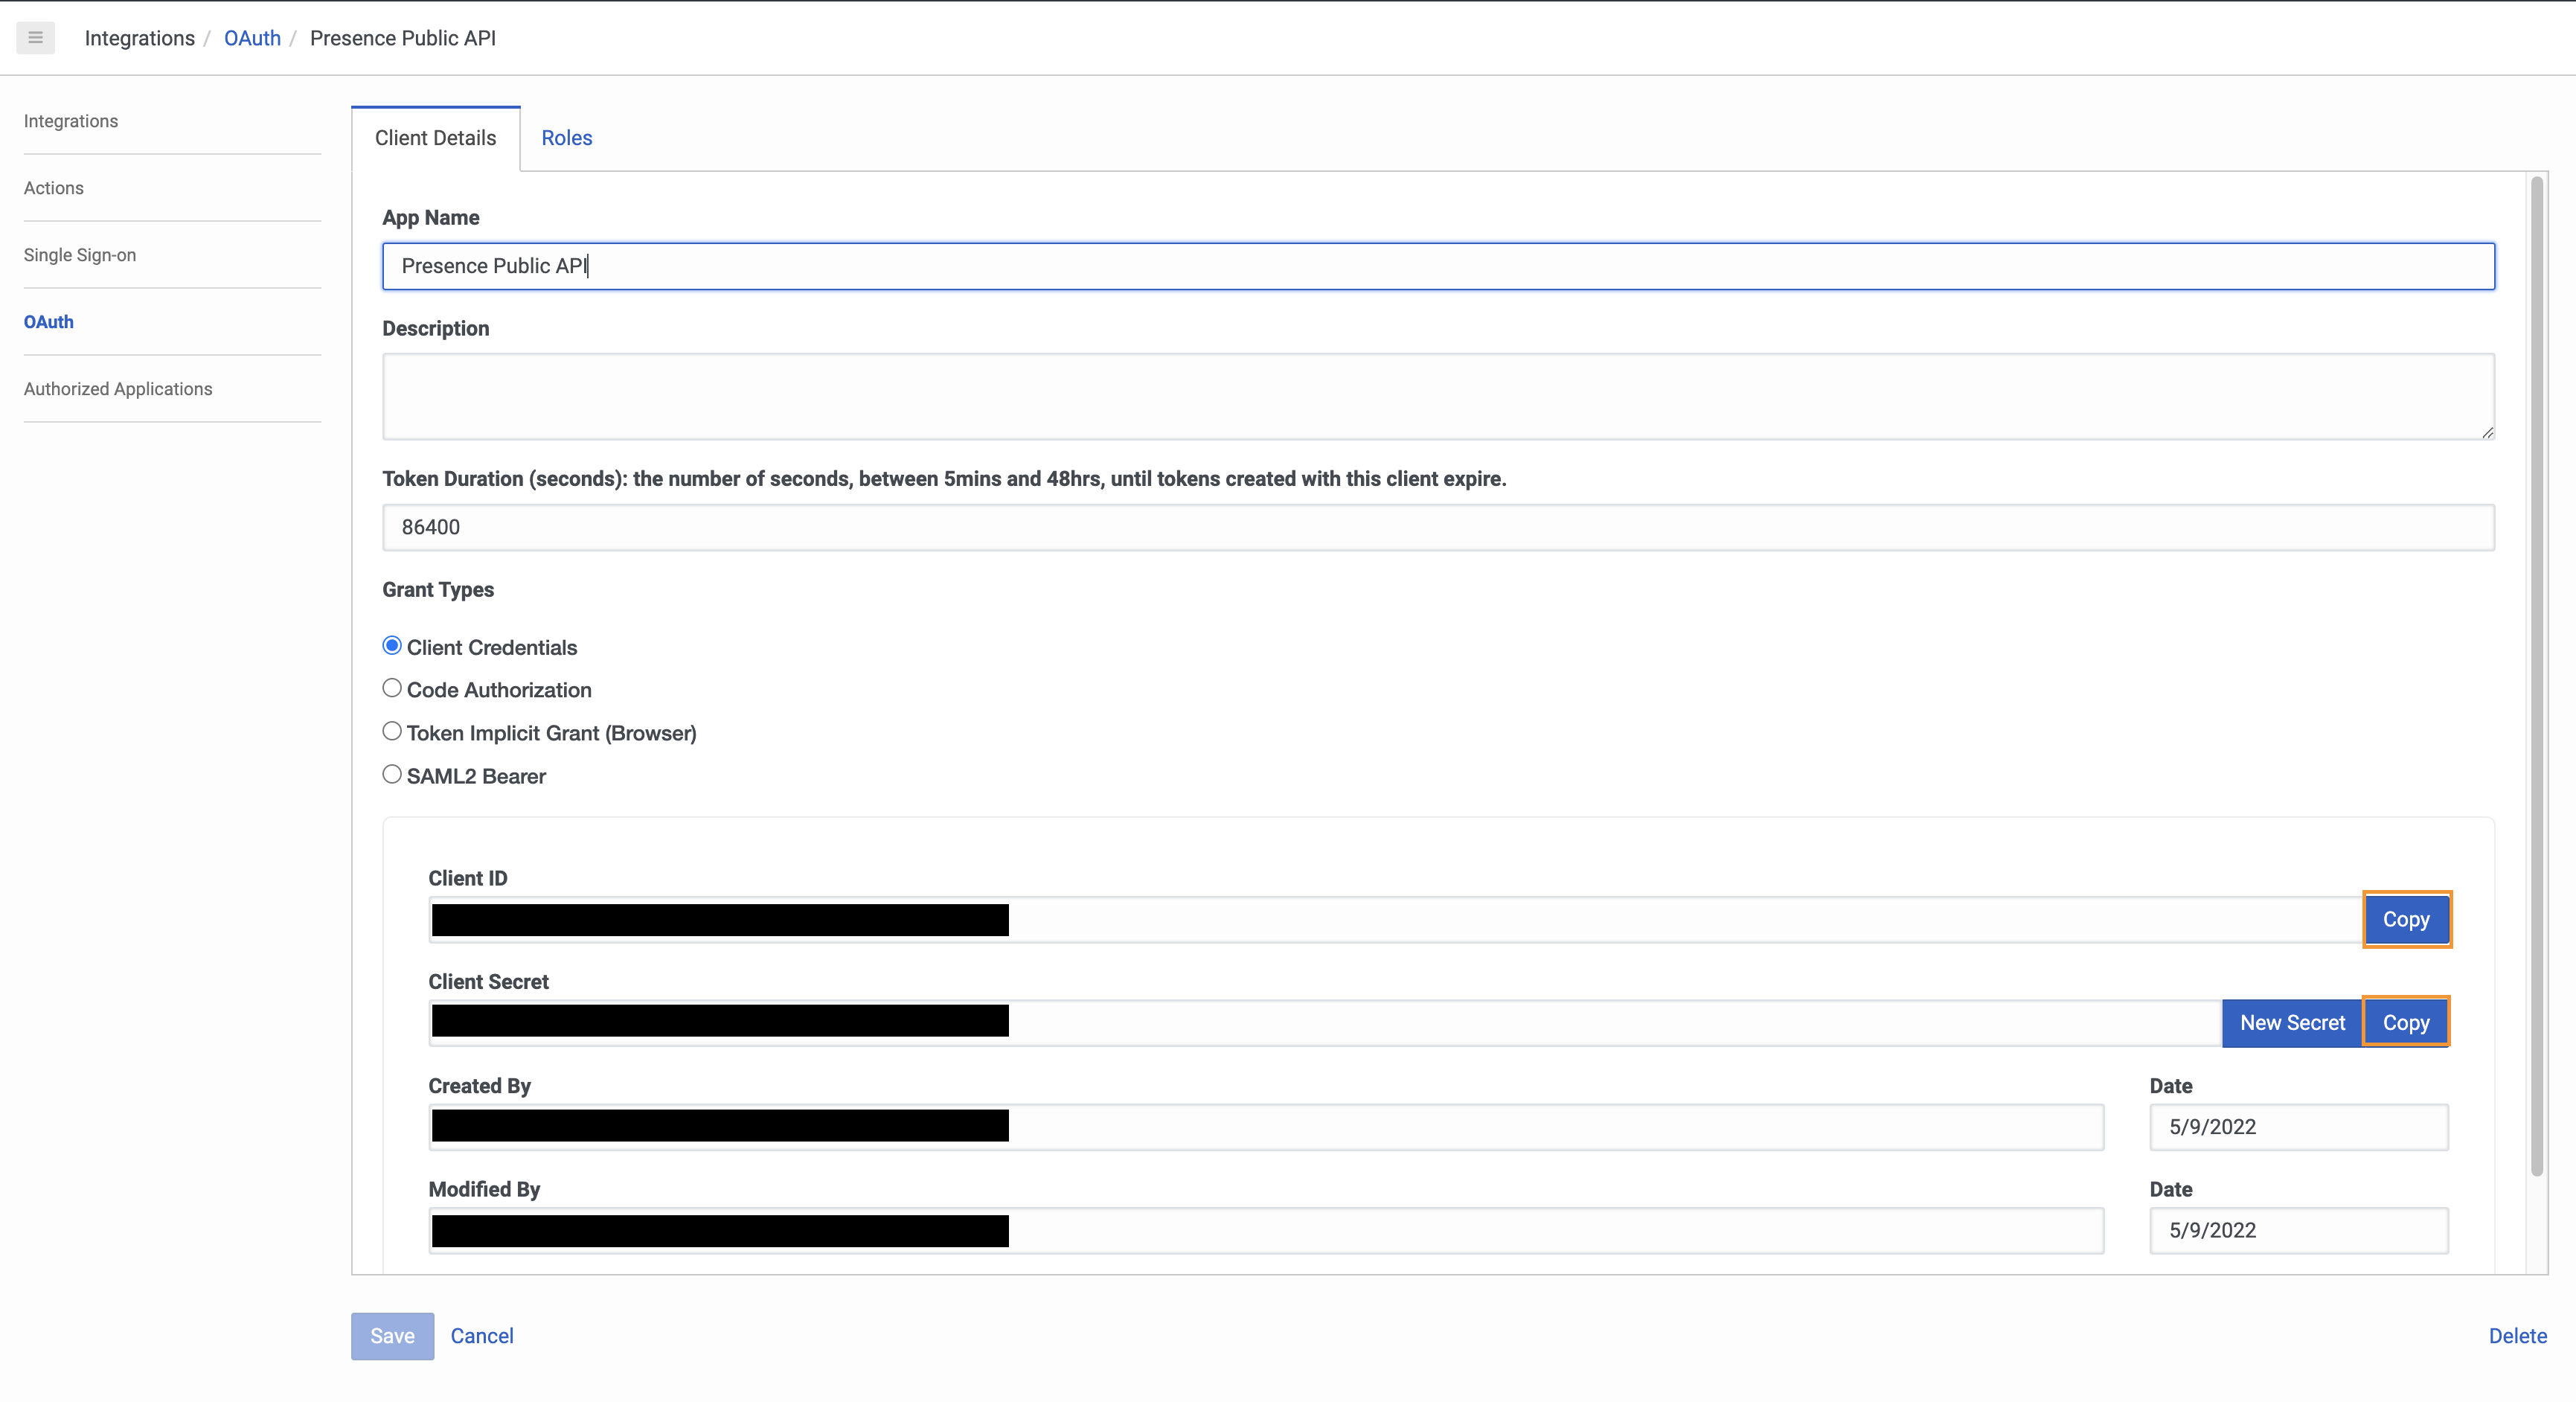 Integrations / OAuth / Presence Public API
Integrations
Actions
Single Sign-on
OAuth
Authorized Applications
Client Details Roles
App Name
Presence Public API
Description
Token Duration (seconds): the number of seconds, between 5mins and 48hrs, until tokens created with this client expire.
86400
Grant Types
Client Credentials
Code Authorization
Token Implicit Grant (Browser)
SAML2 Bearer
Client ID
Copy
Client Secret
New Secret Copy
Created By Date
5/9/2022
Modified By Date
5/9/2022
Save Cancel Delete